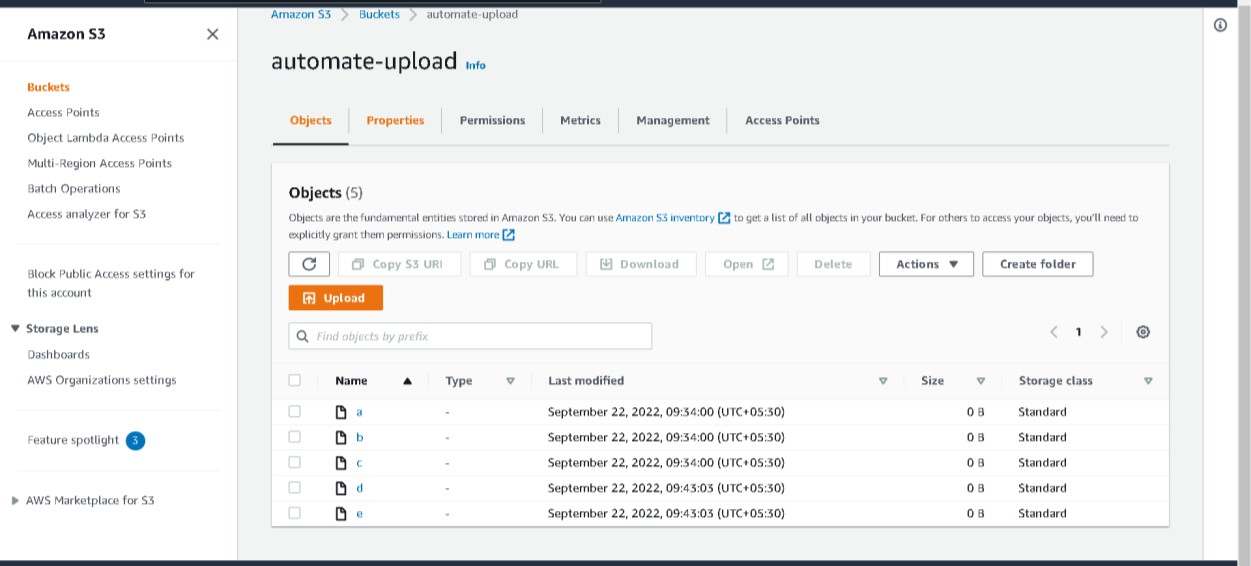 Amazon S3
Buckets
Access Points
Object Lambda Access Points
Multi-Region Access Points
Batch Operations
Access analyzer for S3
Block Public Access settings for
this account
Storage Lens
Dashboards
AWS Organizations settings
Feature spotlight 3
AWS Marketplace for S3
Amazon S3 Buckets automate-upload
automate-upload Info
Objects Properties Permissions Metrics Management Access Points
Objects (5)
Objects are the fundamental entities stored in Amazon S3. You can use Amazon S3 inventory to get a list of all objects in your bucket. For others to access your objects, you'll need to
explicitly grant them permissions. Learn more
Copy S3 URI Copy URL Download Open Delete Actions Create folder
Upload
Find objects by prefix 1
Name Type Last modified Size Storage class
a - September 22, 2022, 09:34:00 (UTC+05:30) 0 B Standard
b - September 22, 2022, 09:34:00 (UTC+05:30) 0 B Standard
c - September 22, 2022, 09:34:00 (UTC+05:30) 0 B Standard
d - September 22, 2022, 09:43:03 (UTC+05:30) 0 B Standard
e - September 22, 2022, 09:43:03 (UTC+05:30) 0 B Standard